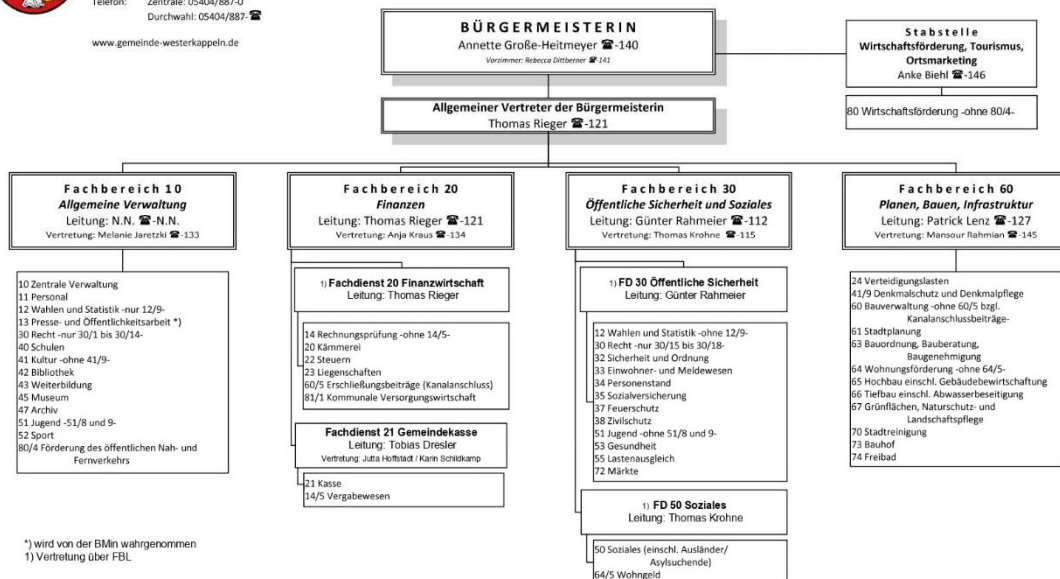 Telefon: Zentrale: 05404/887-0
Durchwahl: 05404/887-☎
www.gemeinde-westerkappeln.de
BÜRGERMEISTERIN
Annette Große-Heitmeyer ☎-140
Vorzimmer: Rebecca Dittberner ☎-141
Stabstelle
Wirtschaftsförderung, Tourismus,
Ortsmarketing
Anke Biehl ☎-146
80 Wirtschaftsförderung -ohne 80/4-
Allgemeiner Vertreter der Bürgermeisterin
Thomas Rieger ☎-121
Fachbereich 10
Allgemeine Verwaltung
Leitung: N.N. ☎-N.N.
Vertretung: Melanie Jaretzki ☎-133
10 Zentrale Verwaltung
11 Personal
12 Wahlen und Statistik -nur 12/9-
13 Presse- und Öffentlichkeitsarbeit *)
30 Recht -nur 30/1 bis 30/14-
40 Schulen
41 Kultur -ohne 41/9-
42 Bibliothek
43 Weiterbildung
45 Museum
47 Archiv
51 Jugend -51/8 und 9-
52 Sport
80/4 Förderung des öffentlichen Nah- und
Fernverkehrs
Fachbereich 20
Finanzen
Leitung: Thomas Rieger ☎-121
Vertretung: Anja Kraus ☎-134
1) Fachdienst 20 Finanzwirtschaft
Leitung: Thomas Rieger
14 Rechnungsprüfung -ohne 14/5-
20 Kämmerei
22 Steuern
23 Liegenschaften
60/5 Erschließungsbeiträge (Kanalanschluss)
81/1 Kommunale Versorgungswirtschaft
Fachdienst 21 Gemeindekasse
Leitung: Tobias Dresler
Vertretung: Jutta Hoffstädt / Karin Schildkamp
21 Kasse
14/5 Vergabewesen
Fachbereich 30
Öffentliche Sicherheit und Soziales
Leitung: Günter Rahmeier ☎-112
Vertretung: Thomas Krohne ☎-115
1) FD 30 Öffentliche Sicherheit
Leitung: Günter Rahmeier
12 Wahlen und Statistik -ohne 12/9-
30 Recht -nur 30/15 bis 30/18-
32 Sicherheit und Ordnung
33 Einwohner- und Meldewesen
34 Personenstand
35 Sozialversicherung
37 Feuerschutz
38 Zivilschutz
51 Jugend -ohne 51/8 und 9-
53 Gesundheit
55 Lastenausgleich
72 Märkte
1) FD 50 Soziales
Leitung: Thomas Krohne
50 Soziales (einschl. Ausländer/
Asylsuchende)
64/5 Wohngeld
Fachbereich 60
Planen, Bauen, Infrastruktur
Leitung: Patrick Lenz ☎-127
Vertretung: Mansour Rahmian ☎-145
24 Verteidigungslasten
41/9 Denkmalschutz und Denkmalpflege
60 Bauverwaltung -ohne 60/5 bzgl.
Kanalanschlussbeiträge-
61 Stadtplanung
63 Bauordnung, Bauberatung,
Baugenehmigung
64 Wohnungsförderung -ohne 64/5-
65 Hochbau einschl. Gebäudebewirtschaftung
66 Tiefbau einschl. Abwasserbeseitigung
67 Grünflächen, Naturschutz- und
Landschaftspflege
70 Stadtreinigung
73 Bauhof
74 Freibad
*) wird von der BMin wahrgenommen
1) Vertretung über FBL